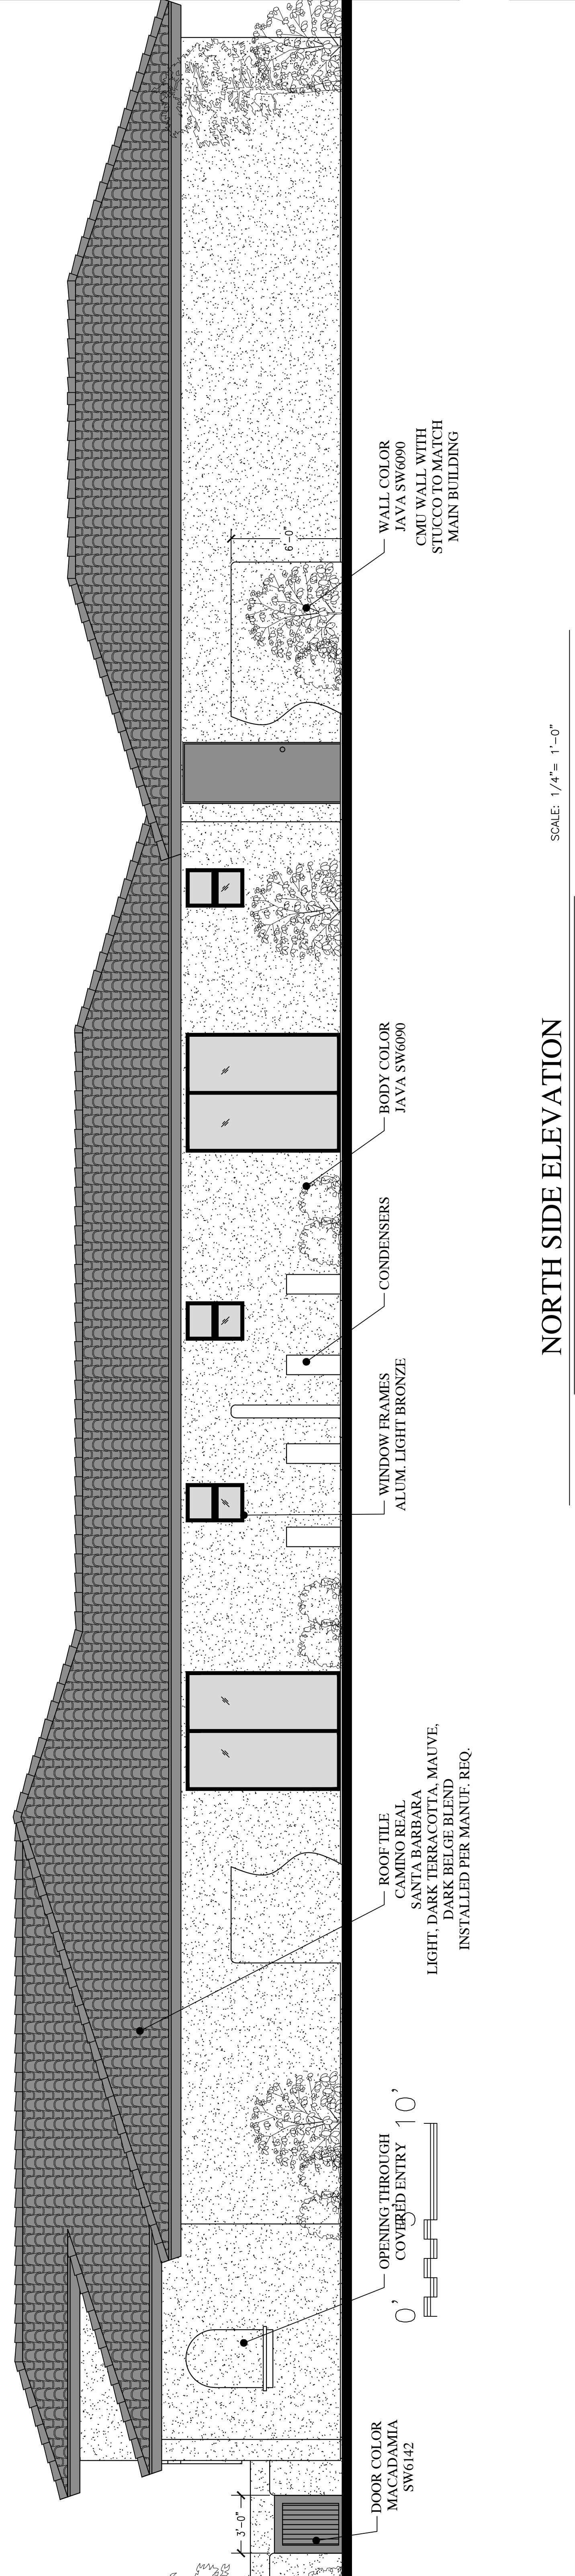 DOOR COLOR
MACADAMIA
SW6142
3'-0"
OPENING THROUGH
COVERED ENTRY
0'
5'
10'
ROOF TILE
CAMINO REAL
SANTA BARBARA
LIGHT, DARK TERRACOTTA, MAUVE,
DARK BELGE BLEND
INSTALLED PER MANUF. REQ.
WINDOW FRAMES
ALUM. LIGHT BRONZE
CONDENSERS
BODY COLOR
JAVA SW6090
WALL COLOR
JAVA SW6090
CMU WALL WITH
STUCCO TO MATCH
MAIN BUILDING
6'-0"
NORTH SIDE ELEVATION
SCALE: 1/4"= 1'-0"